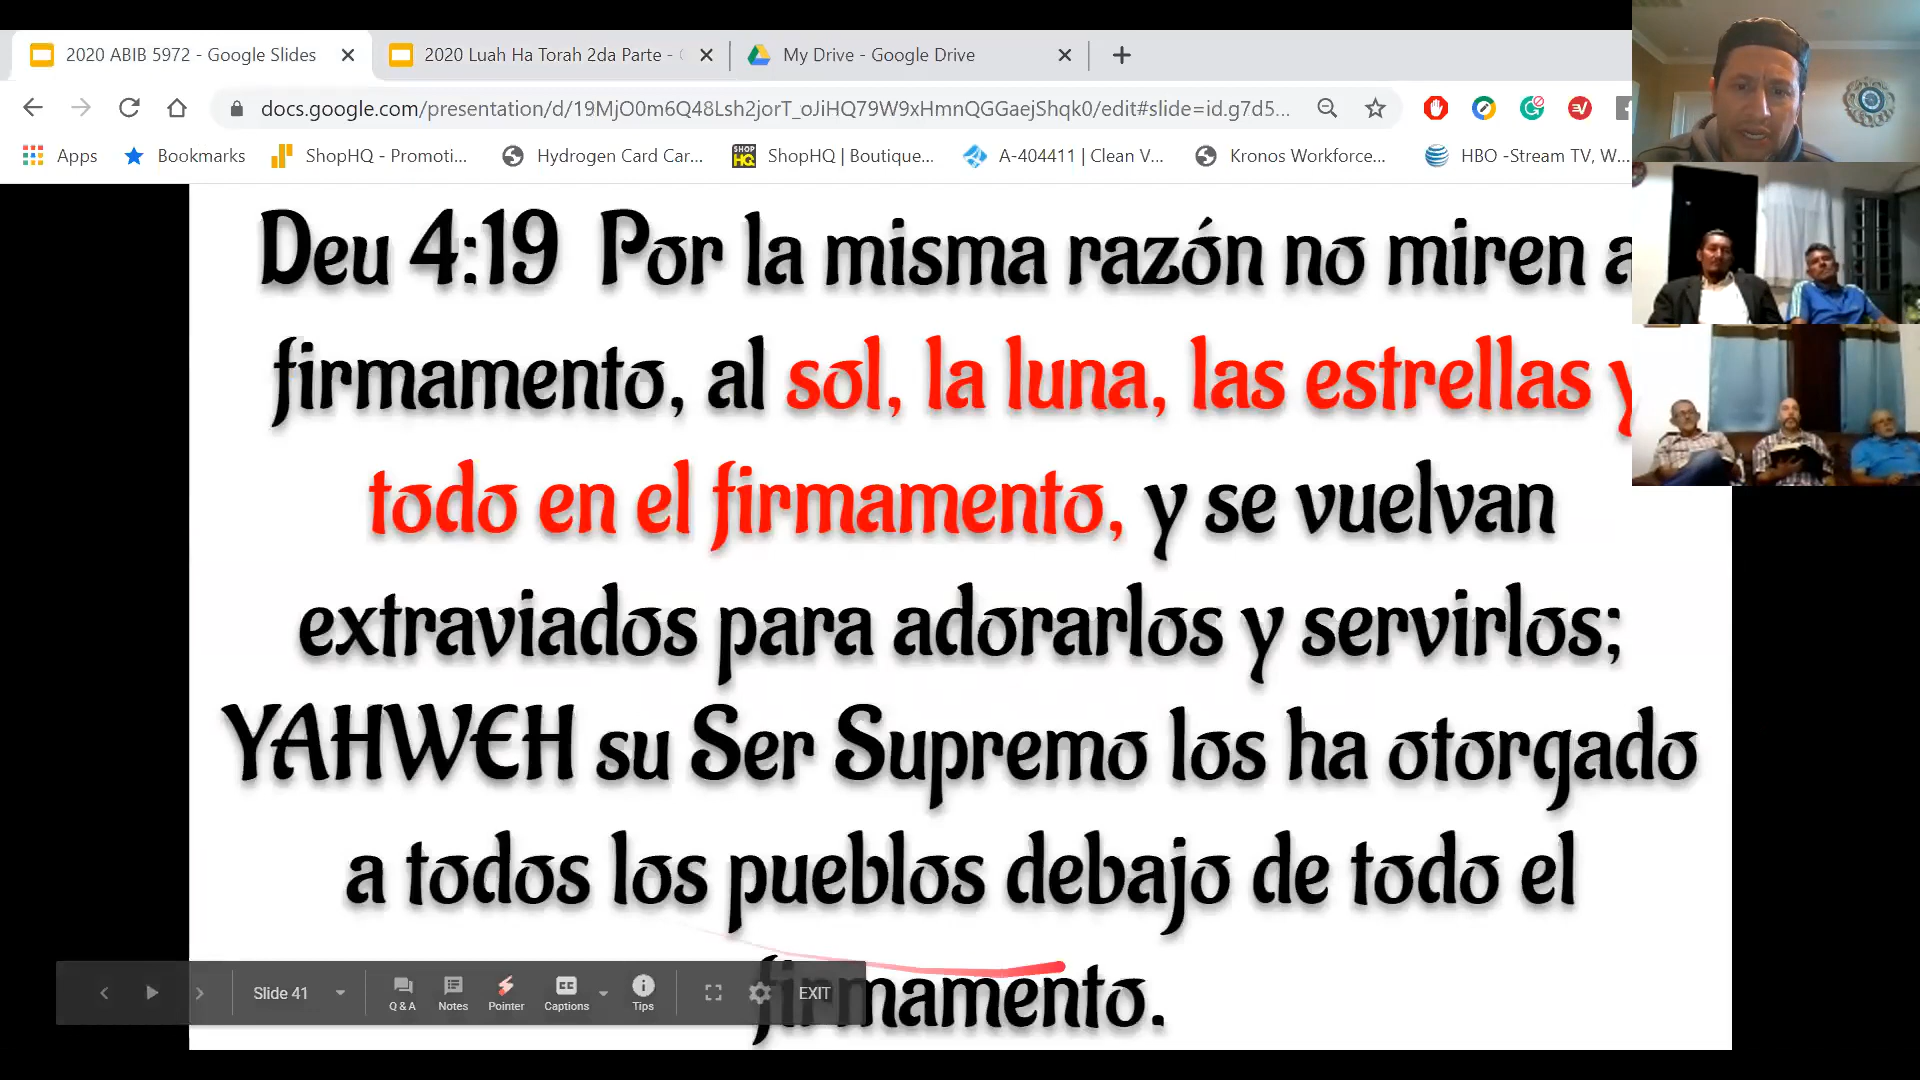 2020 ABIB 5972 - Google Slides
2020 Luah Ha Torah 2da Parte -
My Drive - Google Drive
docs.google.com/presentation/d/19MjO0m6Q48Lsh2jorT_oJiHQ79W9xHmnQGGaejShqk0/edit#slide=id.g7d5...
Apps Bookmarks ShopHQ - Promoti... Hydrogen Card Car... SHOP HQ ShopHQ | Boutique... A-404411 | Clean V... Kronos Workforce... HBO -Stream TV, W...
Deu 4:19 Por la misma razón no miren a
firmamento, al sol, la luna, las estrellas y
todo en el firmamento, y se vuelvan
extraviados para adorarlos y servirlos;
YAHWEH su Ser Supremo los ha otorgado
a todos los pueblos debajo de todo el
firmamento.
Slide 41 Q & A Notes Pointer Captions Tips EXIT